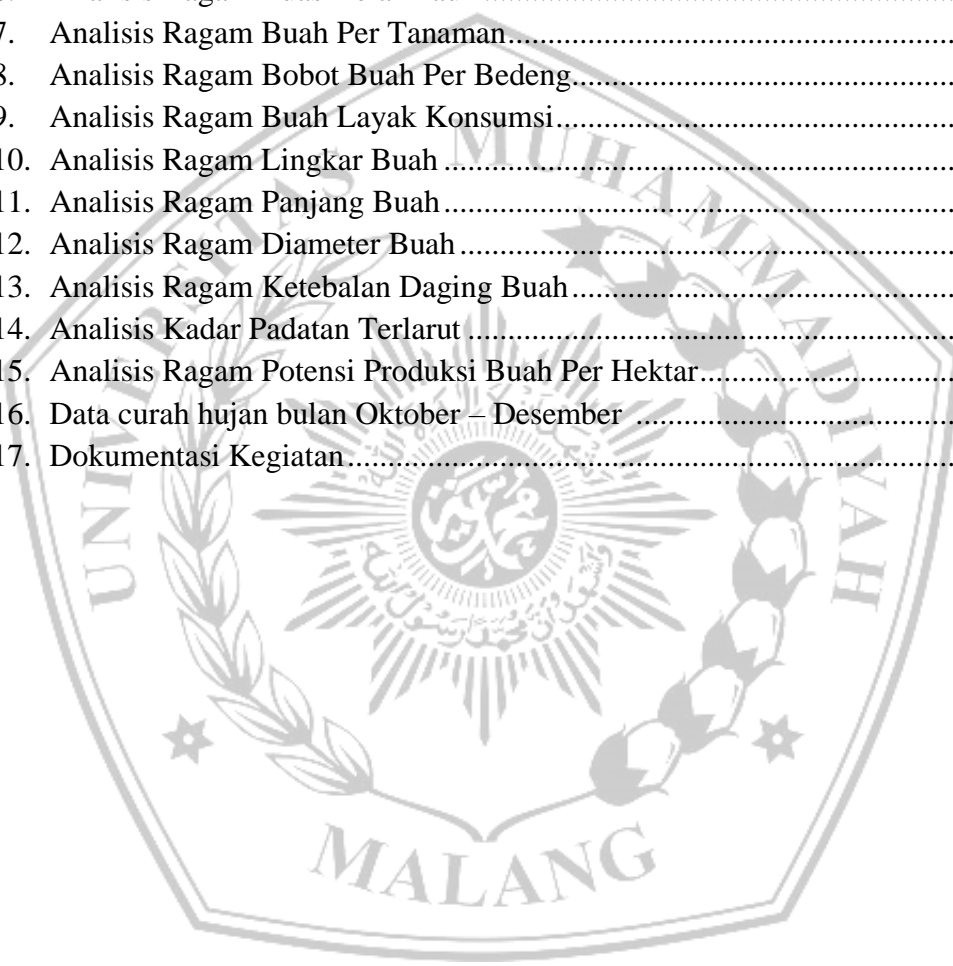 7. Analisis Ragam Buah Per Tanaman
8. Analisis Ragam Bobot Buah Per Bedeng
9. Analisis Ragam Buah Layak Konsumsi
10. Analisis Ragam Lingkar Buah
11. Analisis Ragam Panjang Buah
12. Analisis Ragam Diameter Buah
13. Analisis Ragam Ketebalan Daging Buah
14. Analisis Kadar Padatan Terlarut
15. Analisis Ragam Potensi Produksi Buah Per Hektar
16. Data curah hujan bulan Oktober – Desember
17. Dokumentasi Kegiatan
UNIVERSITAS MUHAMMADIYAH
MALANG